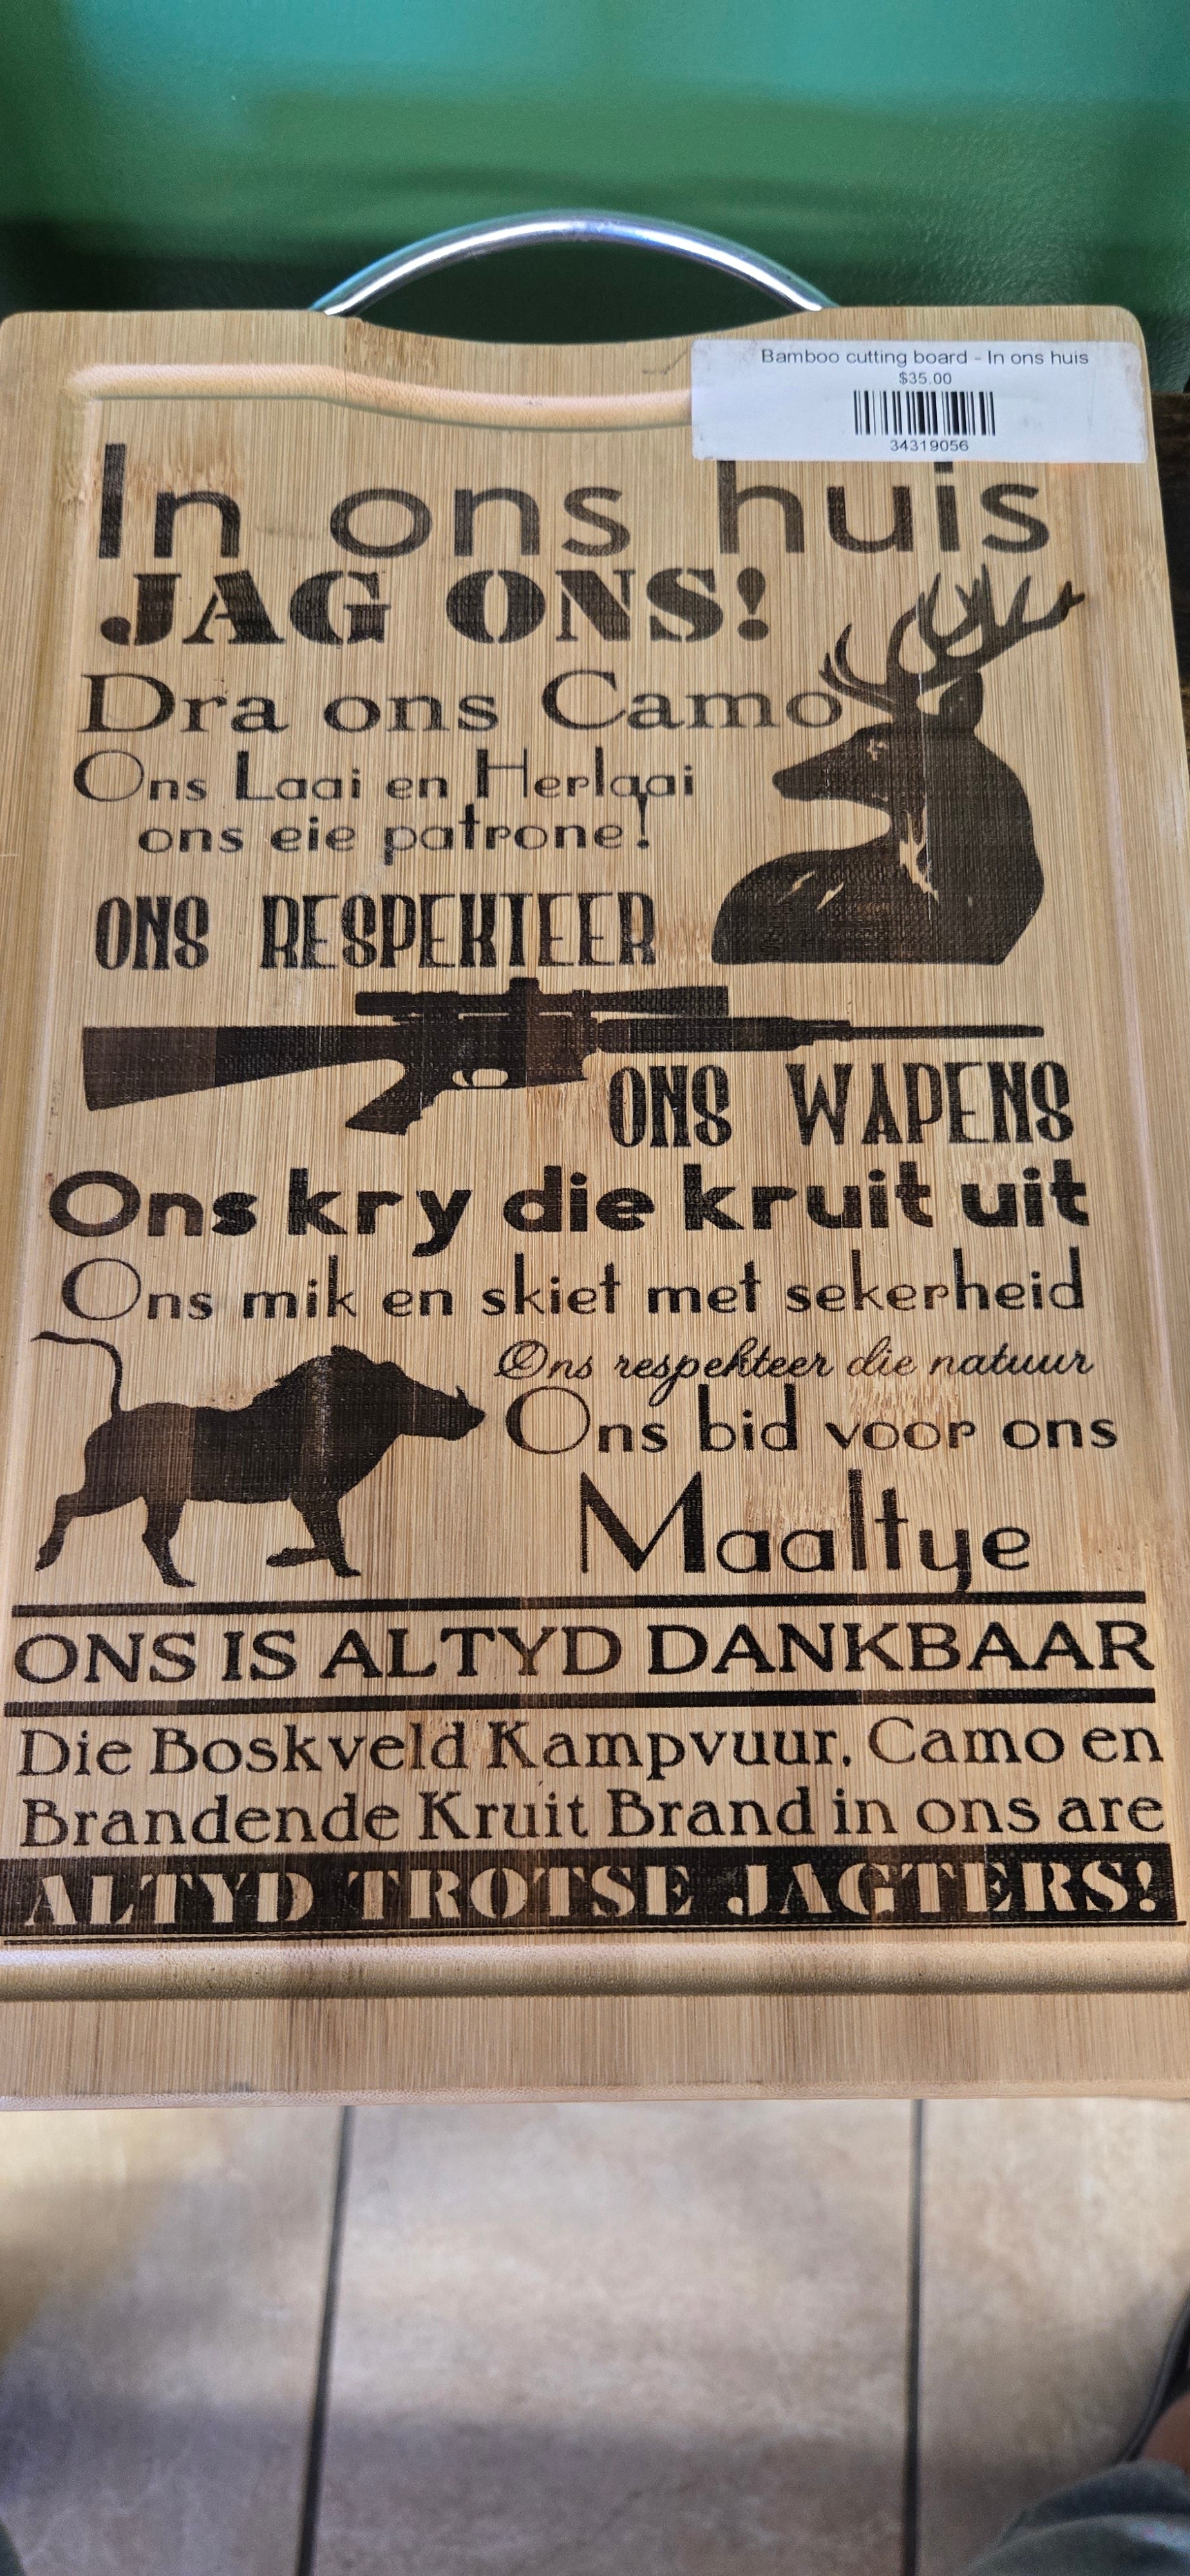 Bamboo cutting board - In ons huis
$35.00
34319056
In ons huis
JAG ONS!
Dra ons Camo
Ons Laai en Herlaai
ons eie patrone!
ONS RESPEKTEER
ONS WAPENS
Ons kry die kruit uit
Ons mik en skiet met sekerheid
Ons respekteer die natuur
Ons bid voor ons
Maaltye
ONS IS ALTYD DANKBAAR
Die Boskveld Kampvuur, Camo en
Brandende Kruit Brand in ons are
ALTYD TROTSE JAGTERS!